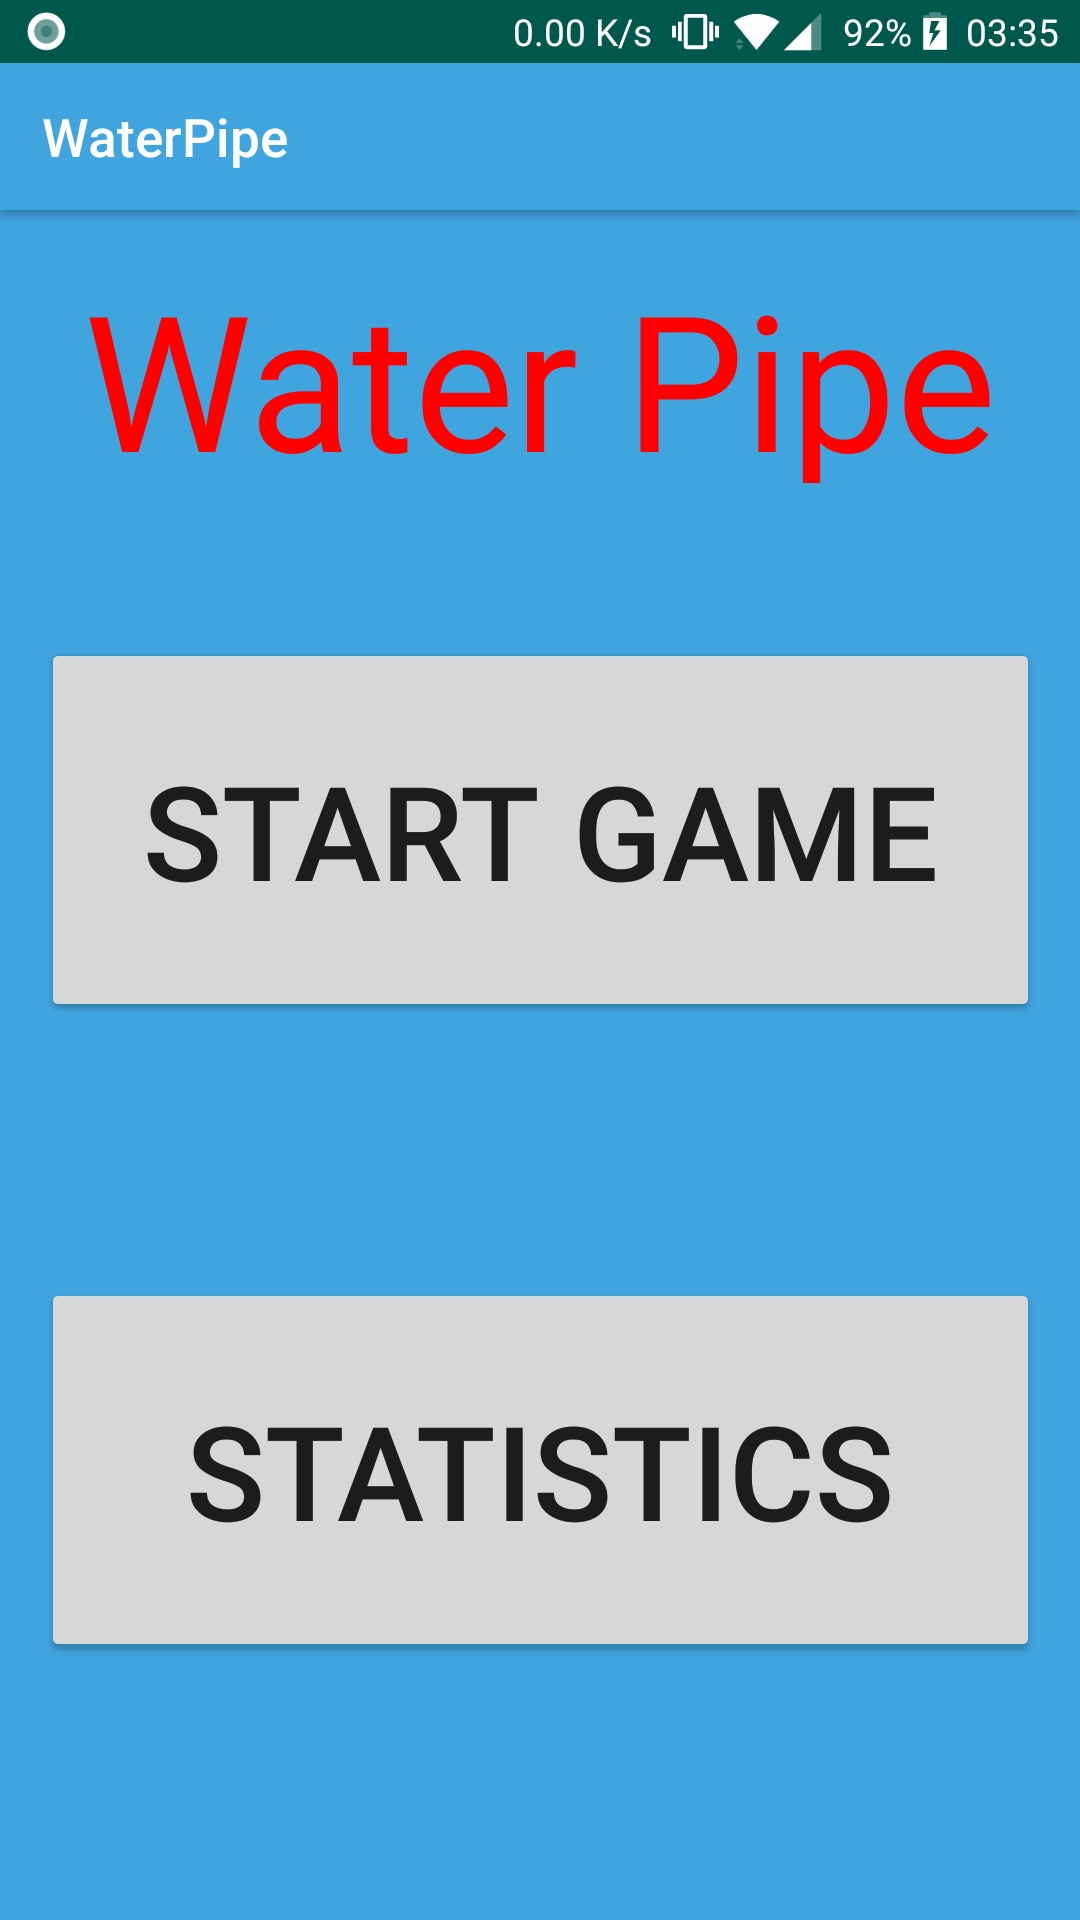 0.00 K/s 92% 03:35
WaterPipe
Water Pipe
START GAME
STATISTICS